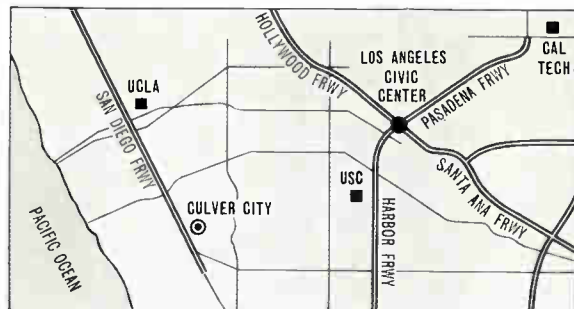 HOLLYWOOD FRWY
LOS ANGELES
CIVIC
CENTER
CAL
TECH
PASADENA FRWY
UCLA
SAN DIEGO FRWY
SANTA ANA FRWY
USC
CULVER CITY
HARBOR FRWY
PACIFIC OCEAN